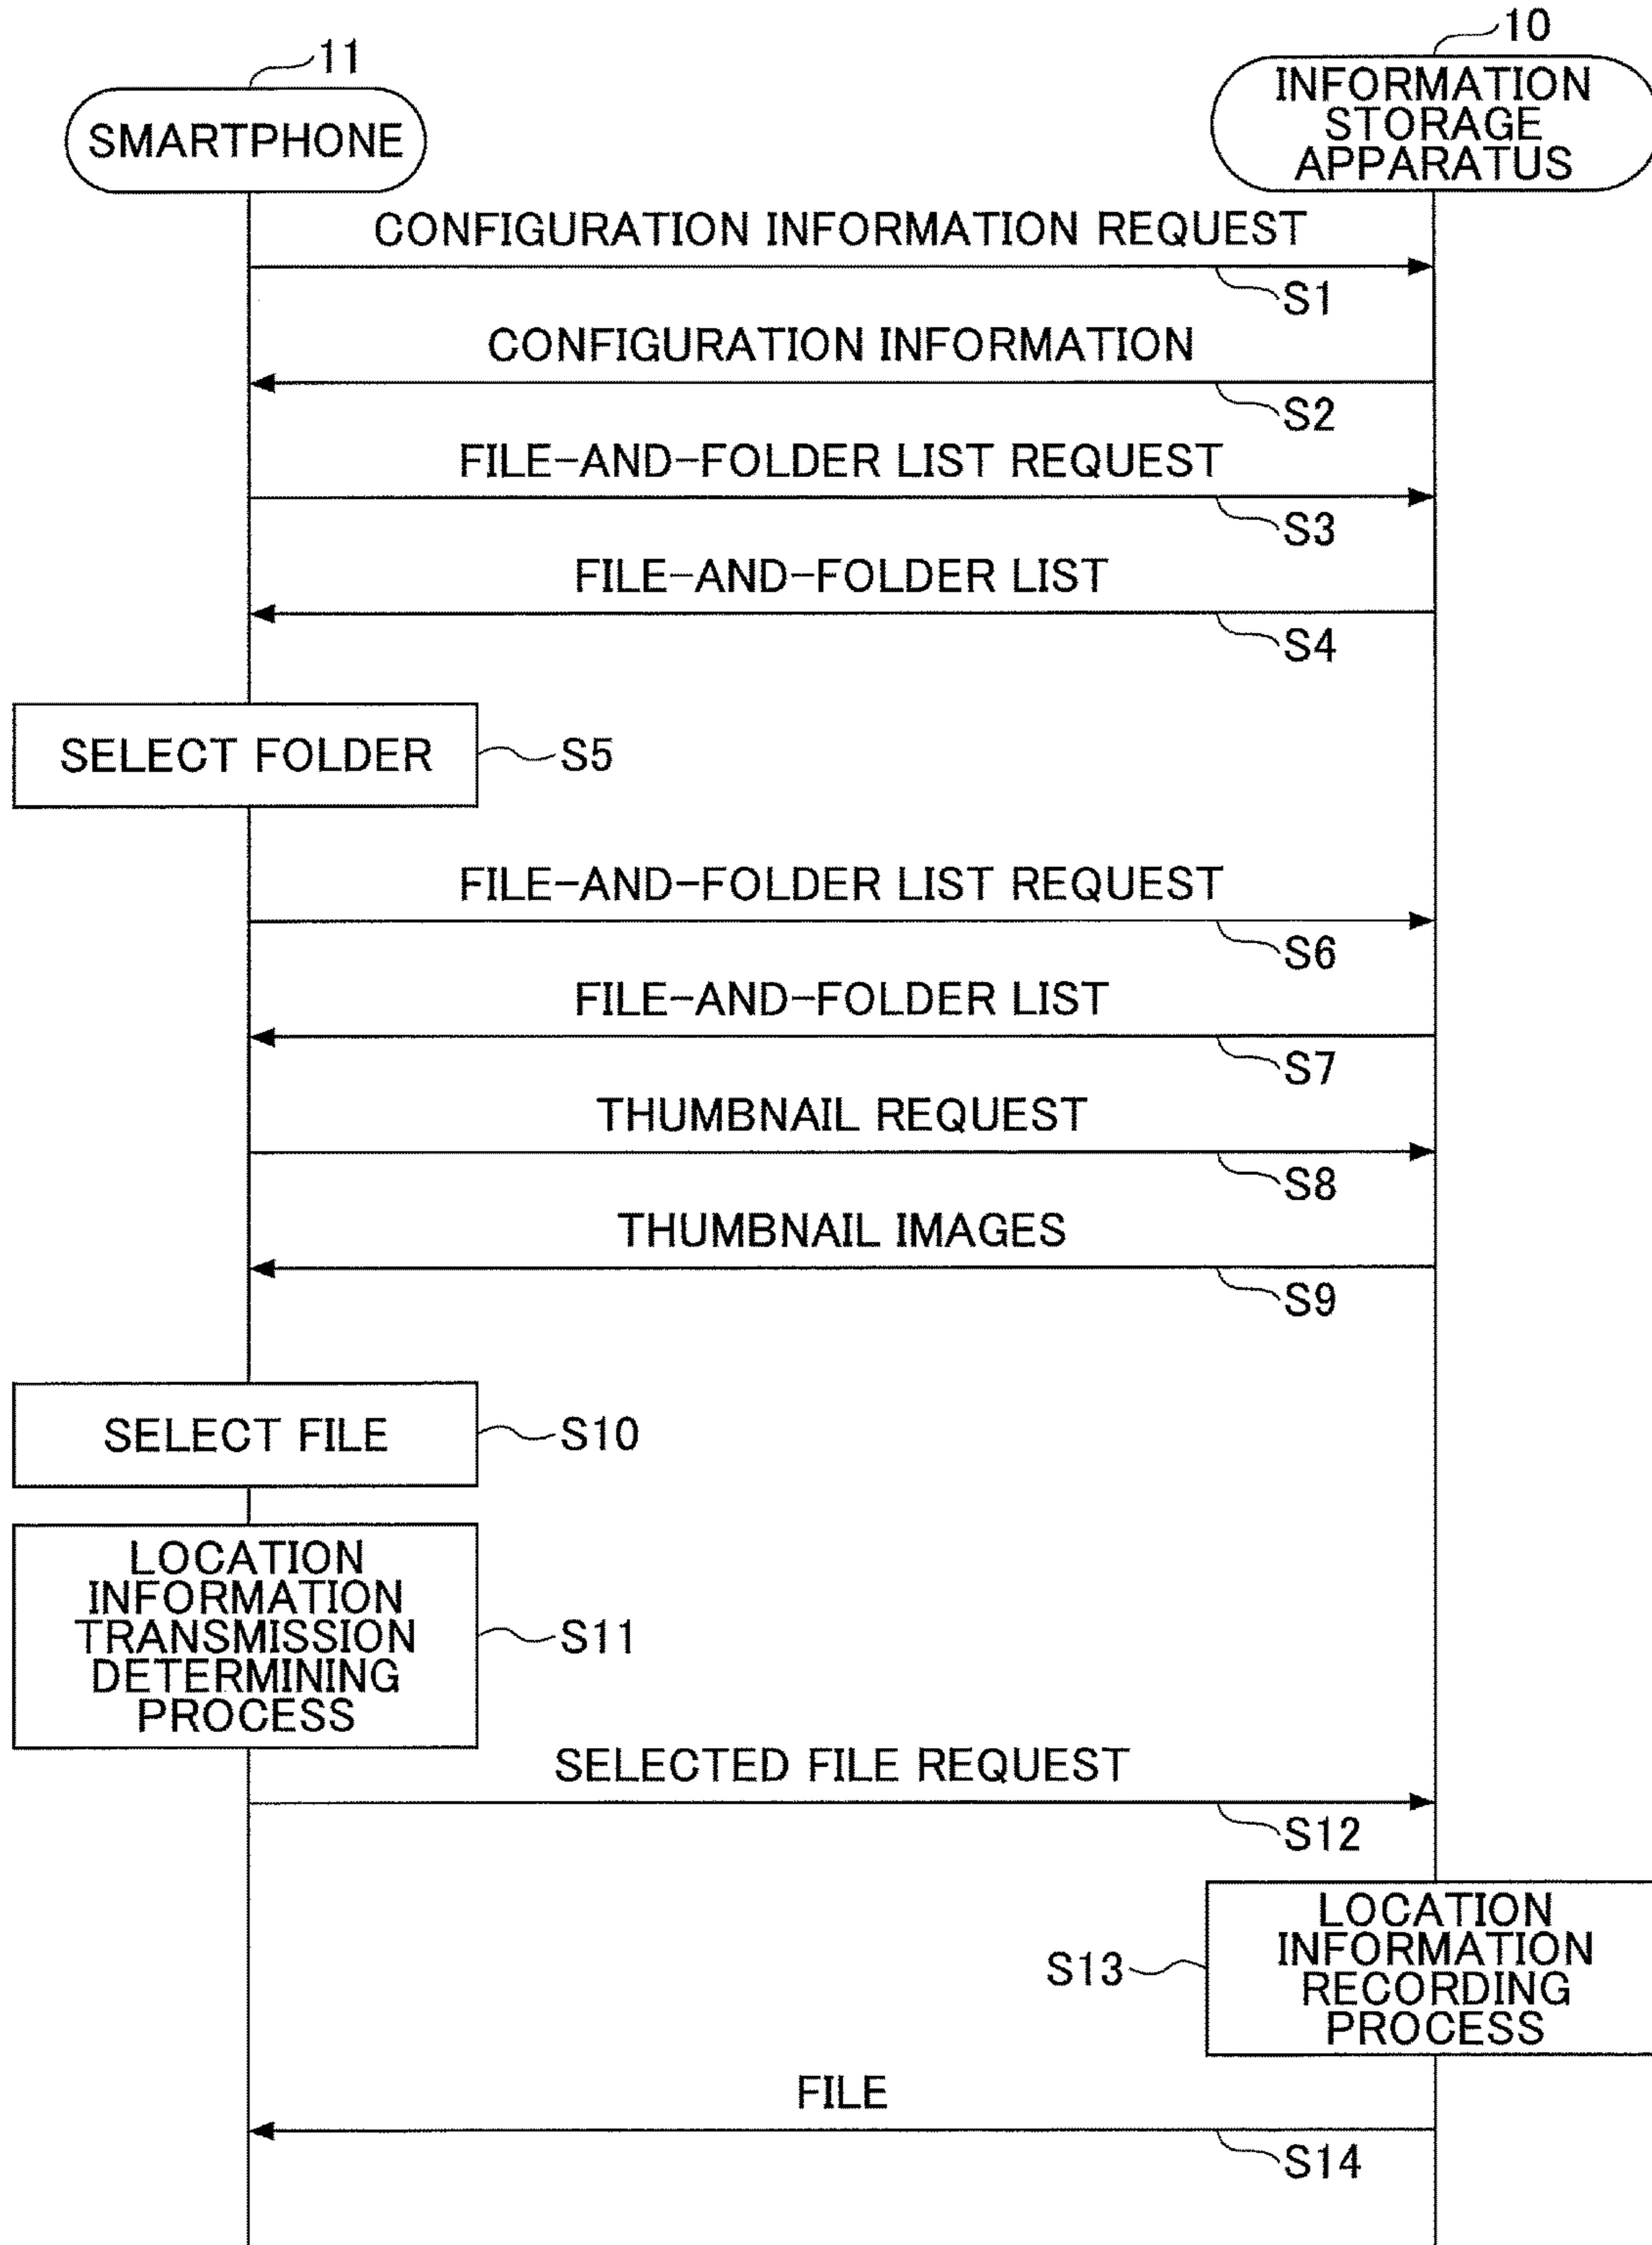 11
10
SMARTPHONE
INFORMATION
STORAGE
APPARATUS
CONFIGURATION INFORMATION REQUEST
S1
CONFIGURATION INFORMATION
S2
FILE-AND-FOLDER LIST REQUEST
S3
FILE-AND-FOLDER LIST
S4
SELECT FOLDER
S5
FILE-AND-FOLDER LIST REQUEST
S6
FILE-AND-FOLDER LIST
S7
THUMBNAIL REQUEST
S8
THUMBNAIL IMAGES
S9
SELECT FILE
S10
LOCATION
INFORMATION
TRANSMISSION
DETERMINING
PROCESS
S11
SELECTED FILE REQUEST
S12
LOCATION
INFORMATION
RECORDING
PROCESS
S13
FILE
S14